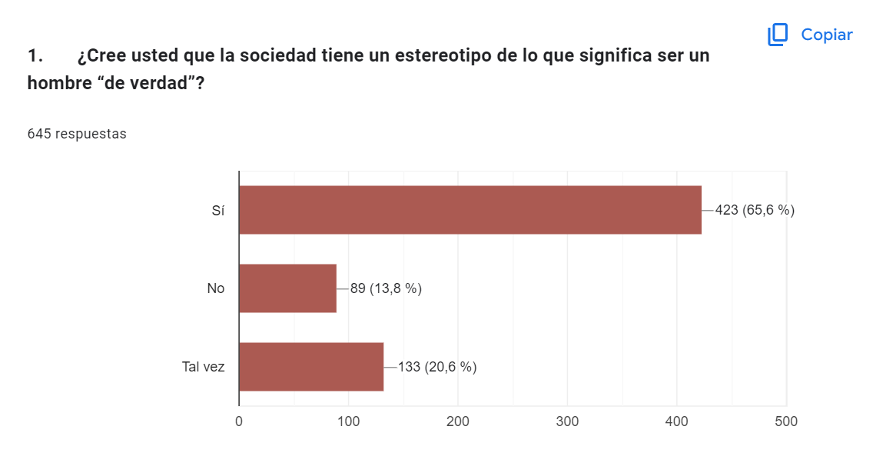 Copiar
1. ¿Cree usted que la sociedad tiene un estereotipo de lo que significa ser un
hombre “de verdad”?
645 respuestas
Sí
423 (65,6 %)
No
89 (13,8 %)
Tal vez
133 (20,6 %)
0 100 200 300 400 500